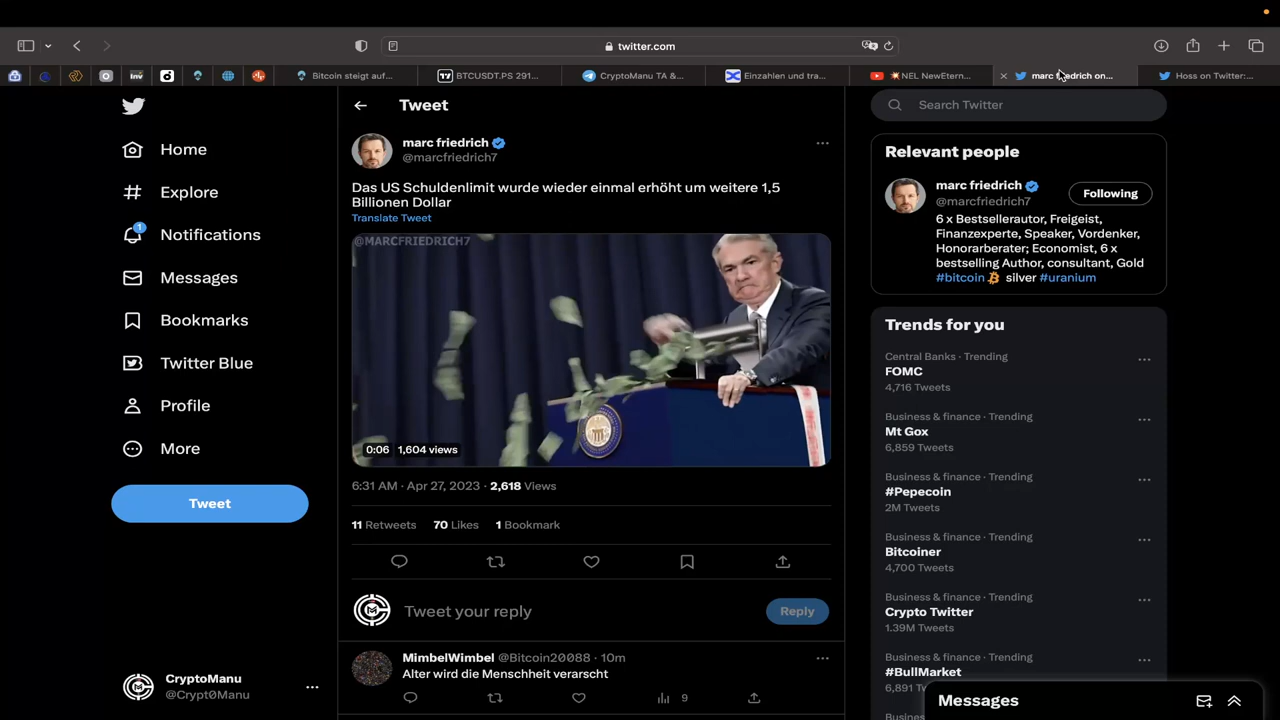 twitter.com
Bitcoin steigt auf...
BTCUSDT.PS 291...
CryptoManu TA &...
Einzahlen und tra...
NEL NewEtern...
marc friedrich on...
Hoss on Twitter:...
Inv
Tweet
Search Twitter
Home
Explore
1
Notifications
Messages
Bookmarks
Twitter Blue
Profile
More
Tweet
CryptoManu
@Crypt0Manu
marc friedrich
@marcfriedrich7
Das US Schuldenlimit wurde wieder einmal erhöht um weitere 1,5
Billionen Dollar
Translate Tweet
@MARCFRIEDRICH7
0:06 1,604 views
6:31 AM · Apr 27, 2023 · 2,618 Views
11 Retweets 70 Likes 1 Bookmark
Tweet your reply
Reply
MimbelWimbel @Bitcoin20088 · 10m
Alter wird die Menschheit verarscht
9
Relevant people
marc friedrich
@marcfriedrich7
Following
6 x Bestsellerautor, Freigeist,
Finanzexperte, Speaker, Vordenker,
Honorarberater; Economist, 6 x
bestselling Author, consultant, Gold
#bitcoin silver #uranium
Trends for you
Central Banks · Trending
FOMC
4,716 Tweets
Business & finance · Trending
Mt Gox
6,859 Tweets
Business & finance · Trending
#Pepecoin
2M Tweets
Business & finance · Trending
Bitcoiner
4,700 Tweets
Business & finance · Trending
Crypto Twitter
1.39M Tweets
Business & finance · Trending
#BullMarket
6,891
Messages